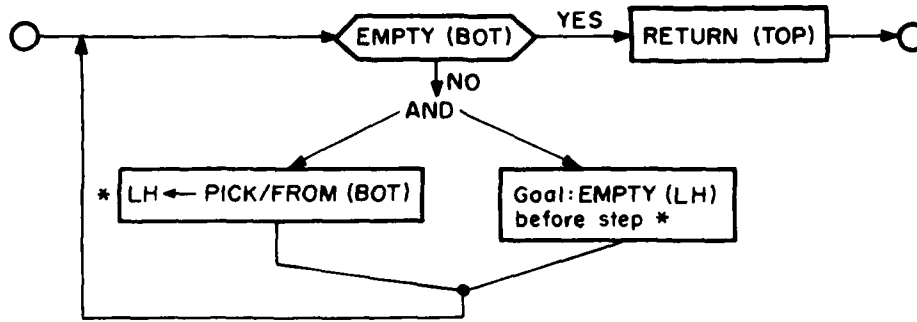 EMPTY (BOT)
YES
RETURN (TOP)
NO
AND
* LH ← PICK/FROM (BOT)
Goal: EMPTY (LH)
before step *